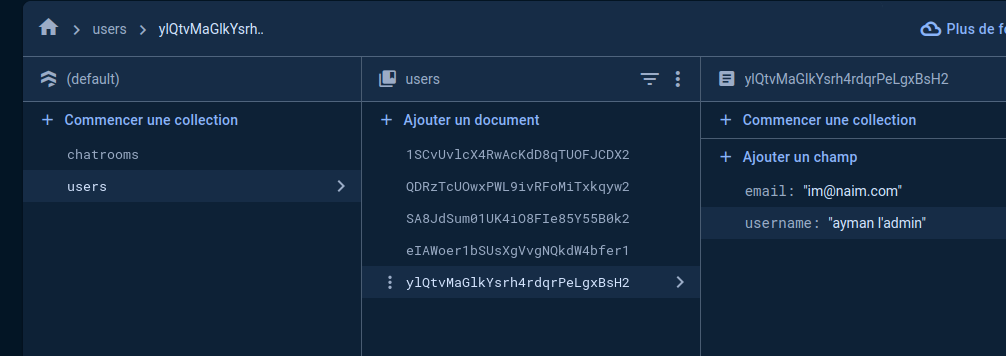 users ylQtvMaGlkYsrh.. Plus de f
(default)
users
ylQtvMaGlkYsrh4rdqrPeLgxBsH2
Commencer une collection
Ajouter un document
Commencer une collection
chatrooms
users
1SCvUvlcX4RwAcKdD8qTUOFJCDX2
QDRzTcUOwxPWL9ivRFoMiTxkqyw2
SA8JdSum01UK4iO8FIe85Y55B0k2
eIAWoer1bSUsXgVvgNQkdW4bfer1
ylQtvMaGlkYsrh4rdqrPeLgxBsH2
Ajouter un champ
email: "im@naim.com"
username: "ayman l'admin"